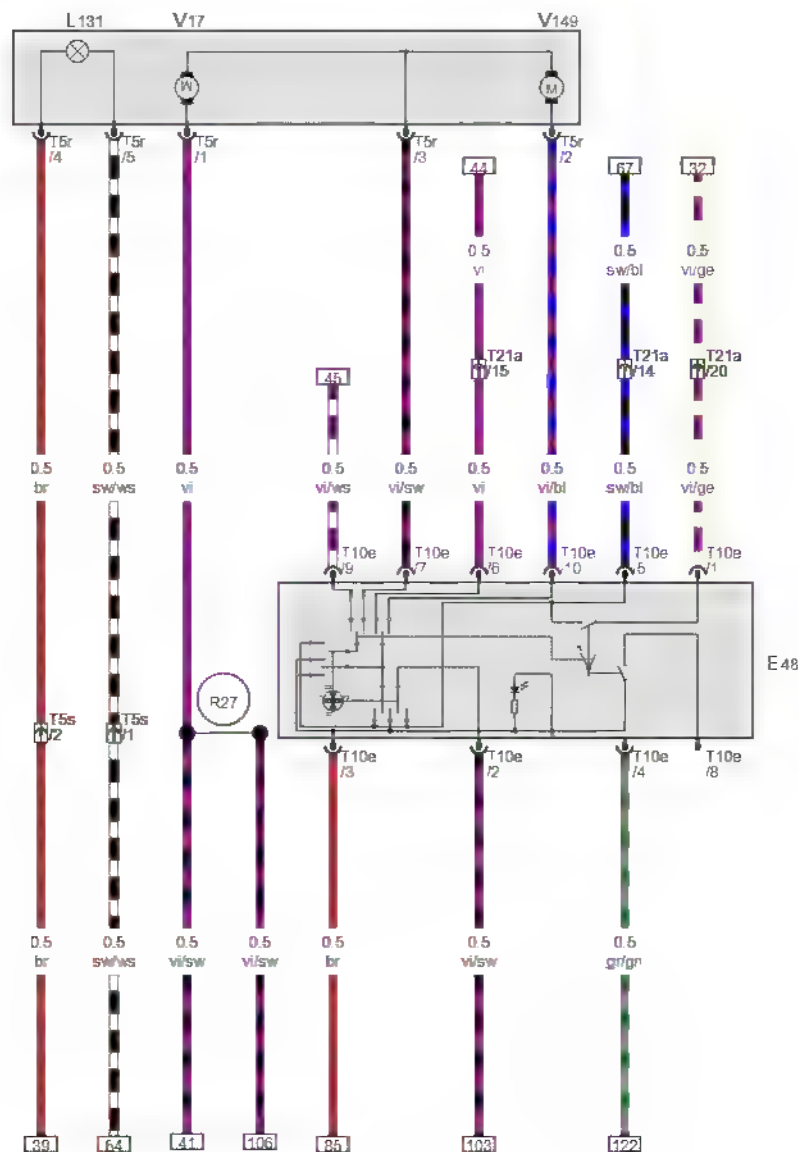 L131 V17 V149
M M
T5r /4 T5r /5 T5r /1 T5r /3 T5r /2
44 67 32
0.5 vi 0.5 sw/bl 0.5 vi/ge
T21a /15 T21a /14 T21a /20
45
0.5 br 0.5 sw/ws 0.5 vi 0.5 vi/ws 0.5 vi/sw 0.5 vi 0.5 vi/bl 0.5 sw/bl 0.5 vi/ge
T10e /9 T10e /7 T10e /6 T10e /10 T10e /5 T10e /1
E48
R27
T5s /2 T5s /1
T10e /3 T10e /2 T10e /4 T10e /8
0.5 br 0.5 sw/ws 0.5 vi/sw 0.5 vi/sw 0.5 br 0.5 vi/sw 0.5 gr/gn
39 64 41 106 85 103 122